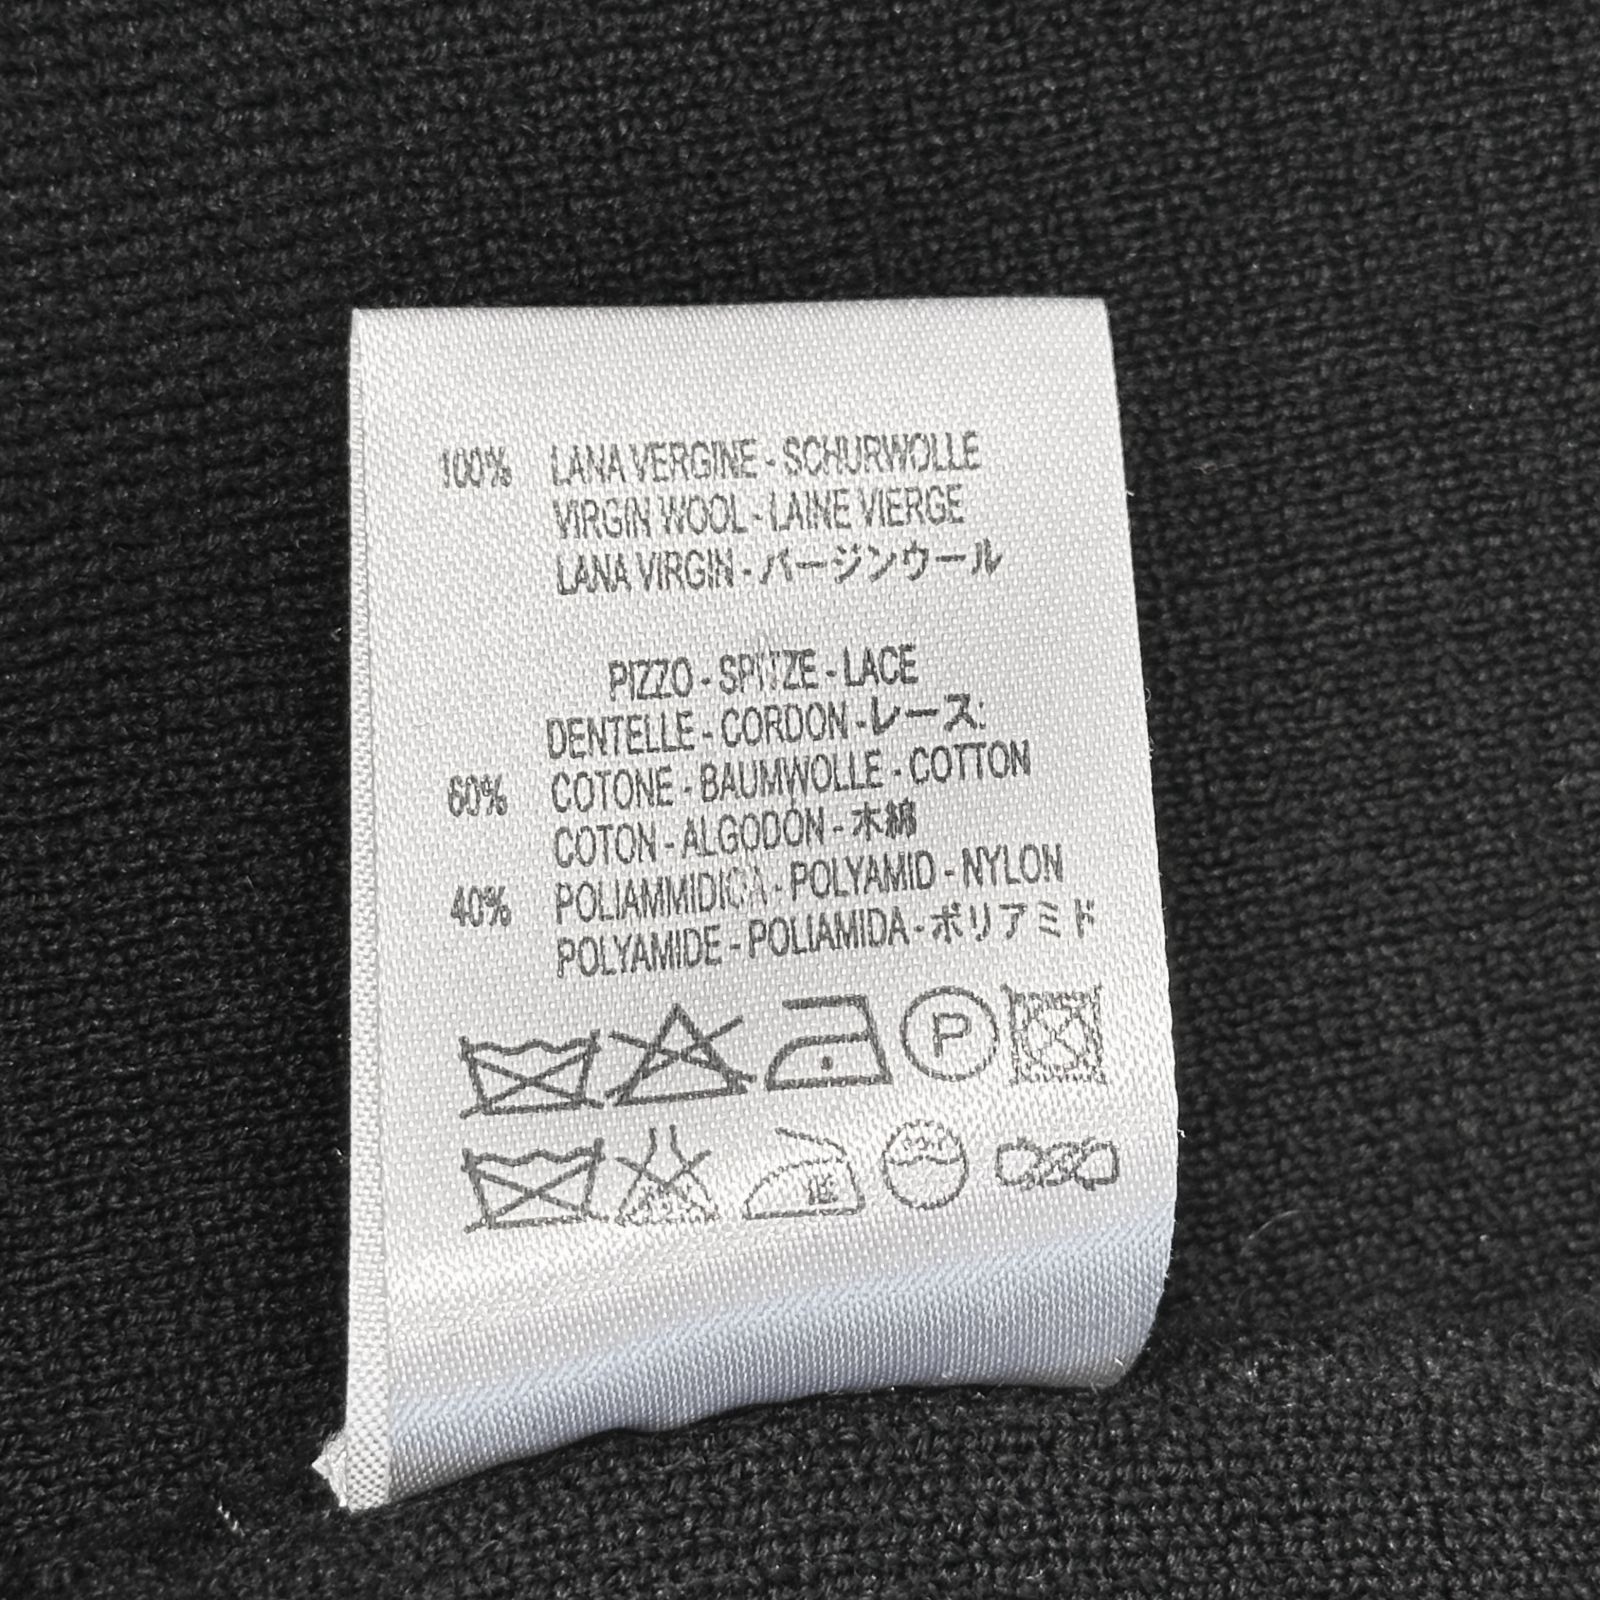 100% LANA VERGINE - SCHURWOLLE
VIRGIN WOOL - LAINE VIERGE
LANA VIRGIN - バージンウール
PIZZO - SPITZE - LACE
DENTELLE - CORDON - レース:
60% COTONE - BAUMWOLLE - COTTON
COTON - ALGODÓN - 木綿
40% POLIAMMIDICA - POLYAMID - NYLON
POLYAMIDE - POLIAMIDA - ポリアミド
P
低